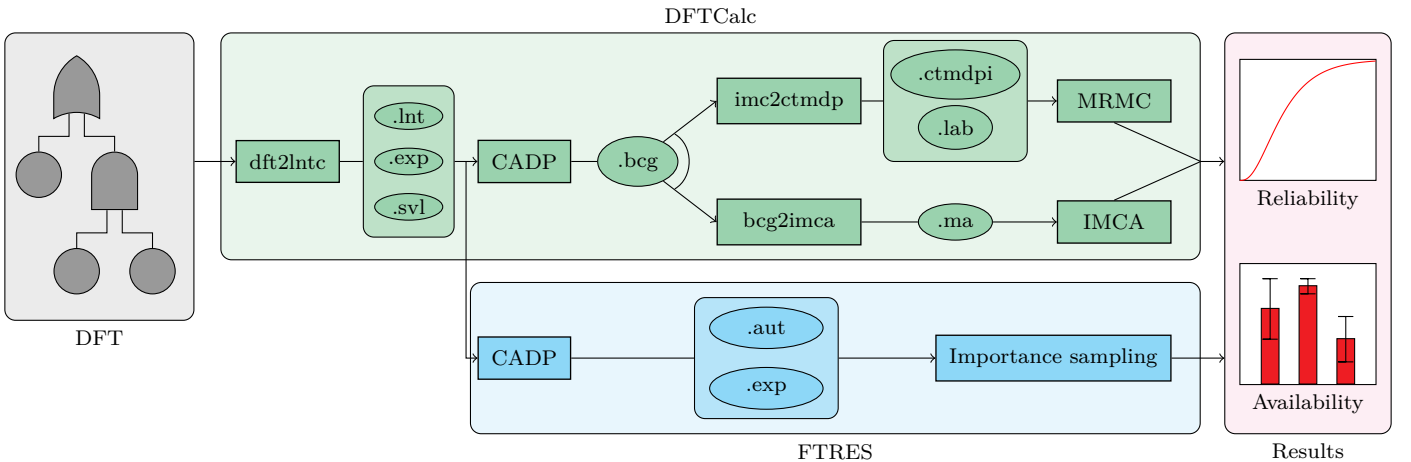 DFTCalc
dft2lntc
.lnt
.exp
.svl
CADP
.bcg
imc2ctmdp
.ctmdpi
.lab
MRMC
bcg2imca
.ma
IMCA
DFT
CADP
.aut
.exp
Importance sampling
FTRES
Reliability
Availability
Results